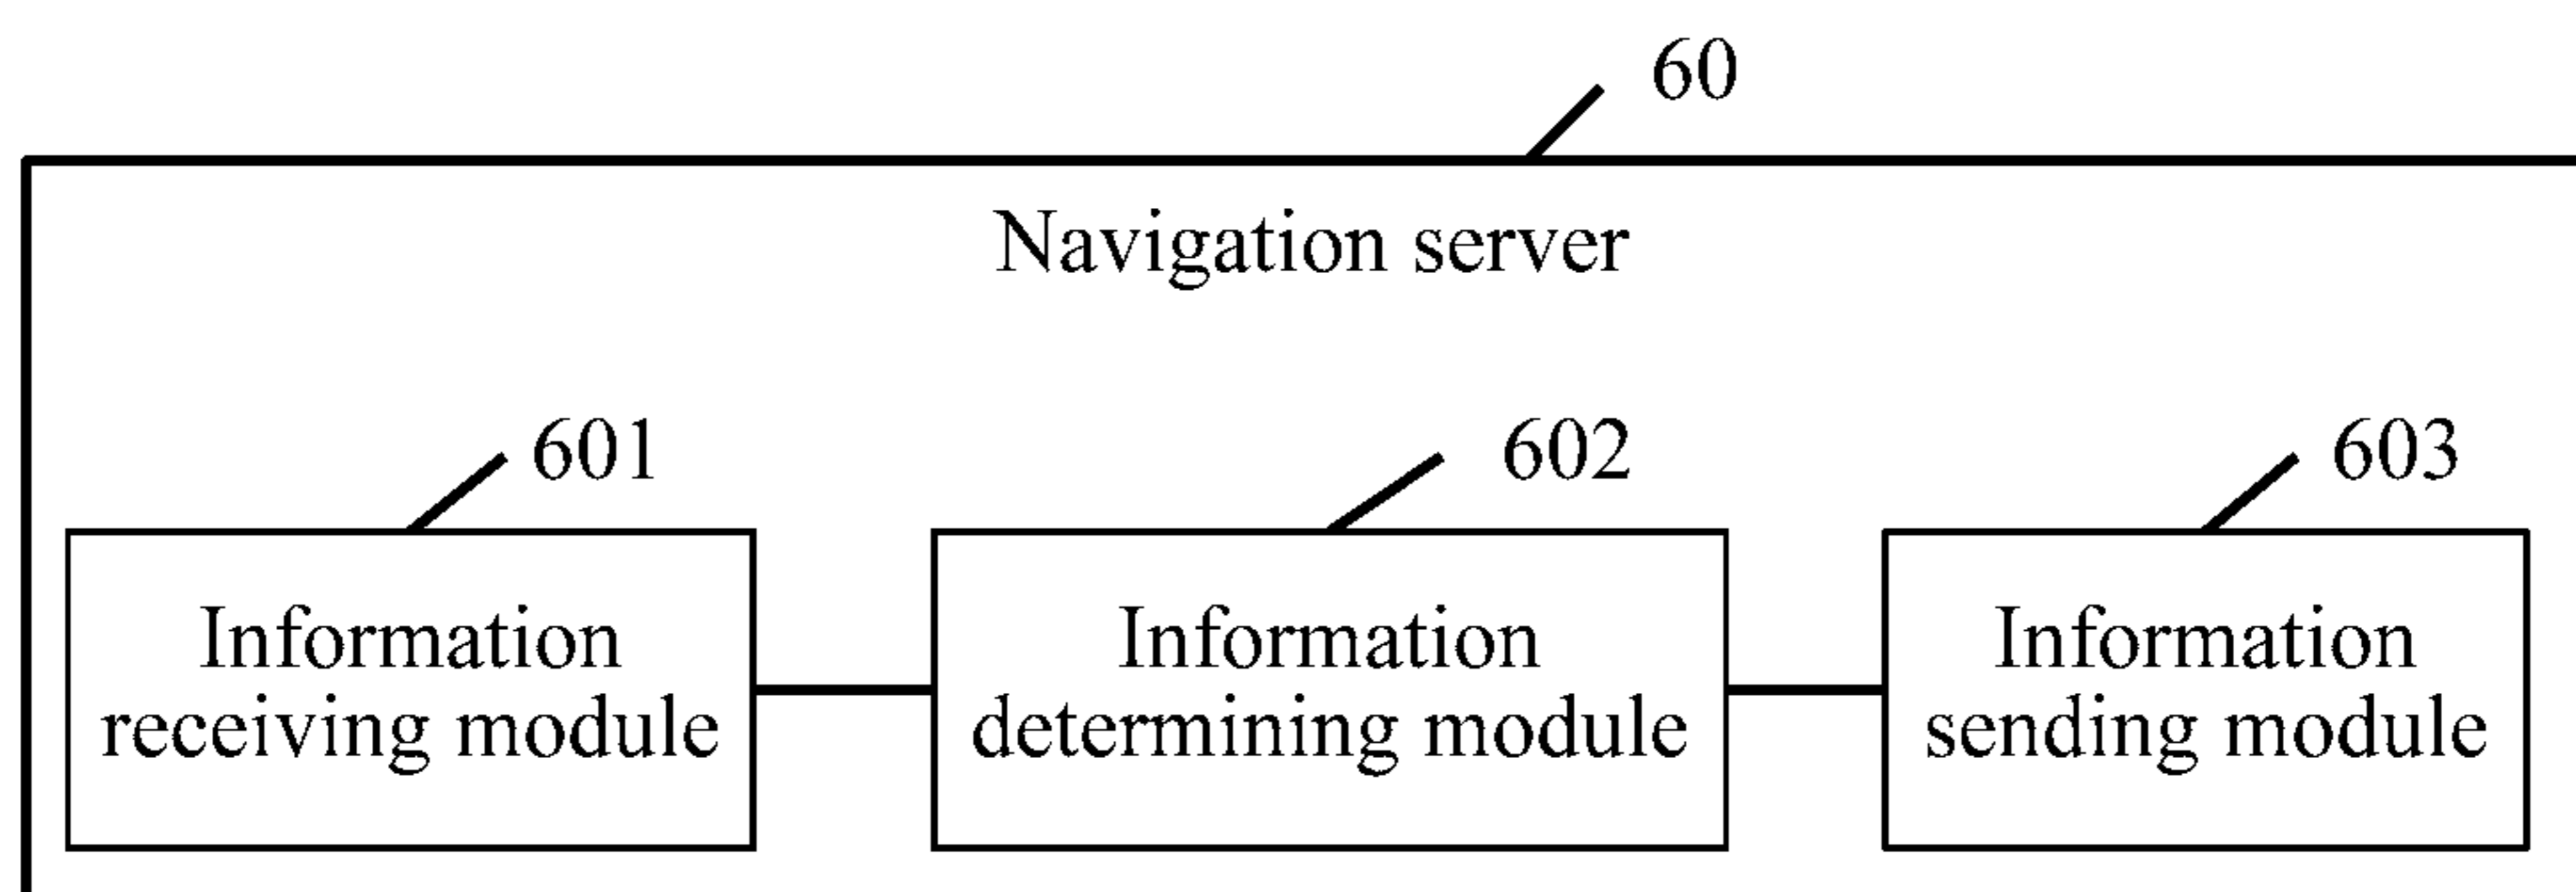 60
Navigation server
601
602
603
Information
receiving module
Information
determining module
Information
sending module